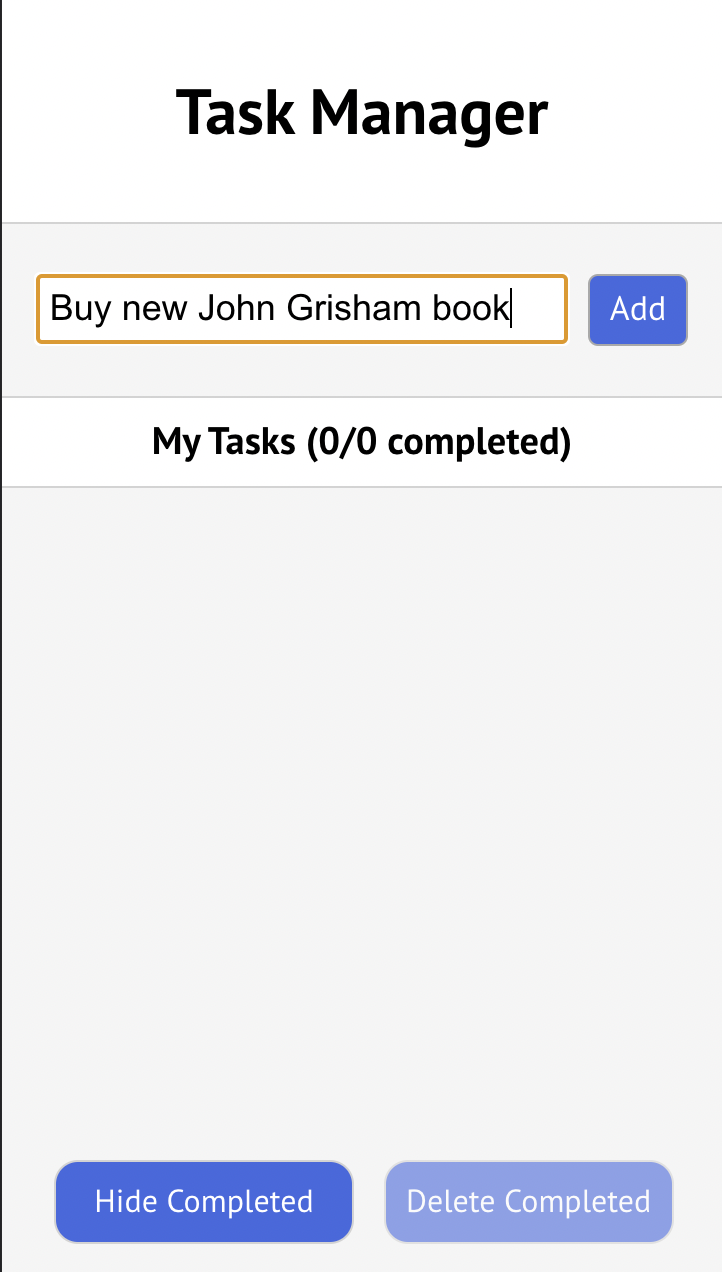 Task Manager
Buy new John Grisham book
Add
My Tasks (0/0 completed)
Hide Completed
Delete Completed